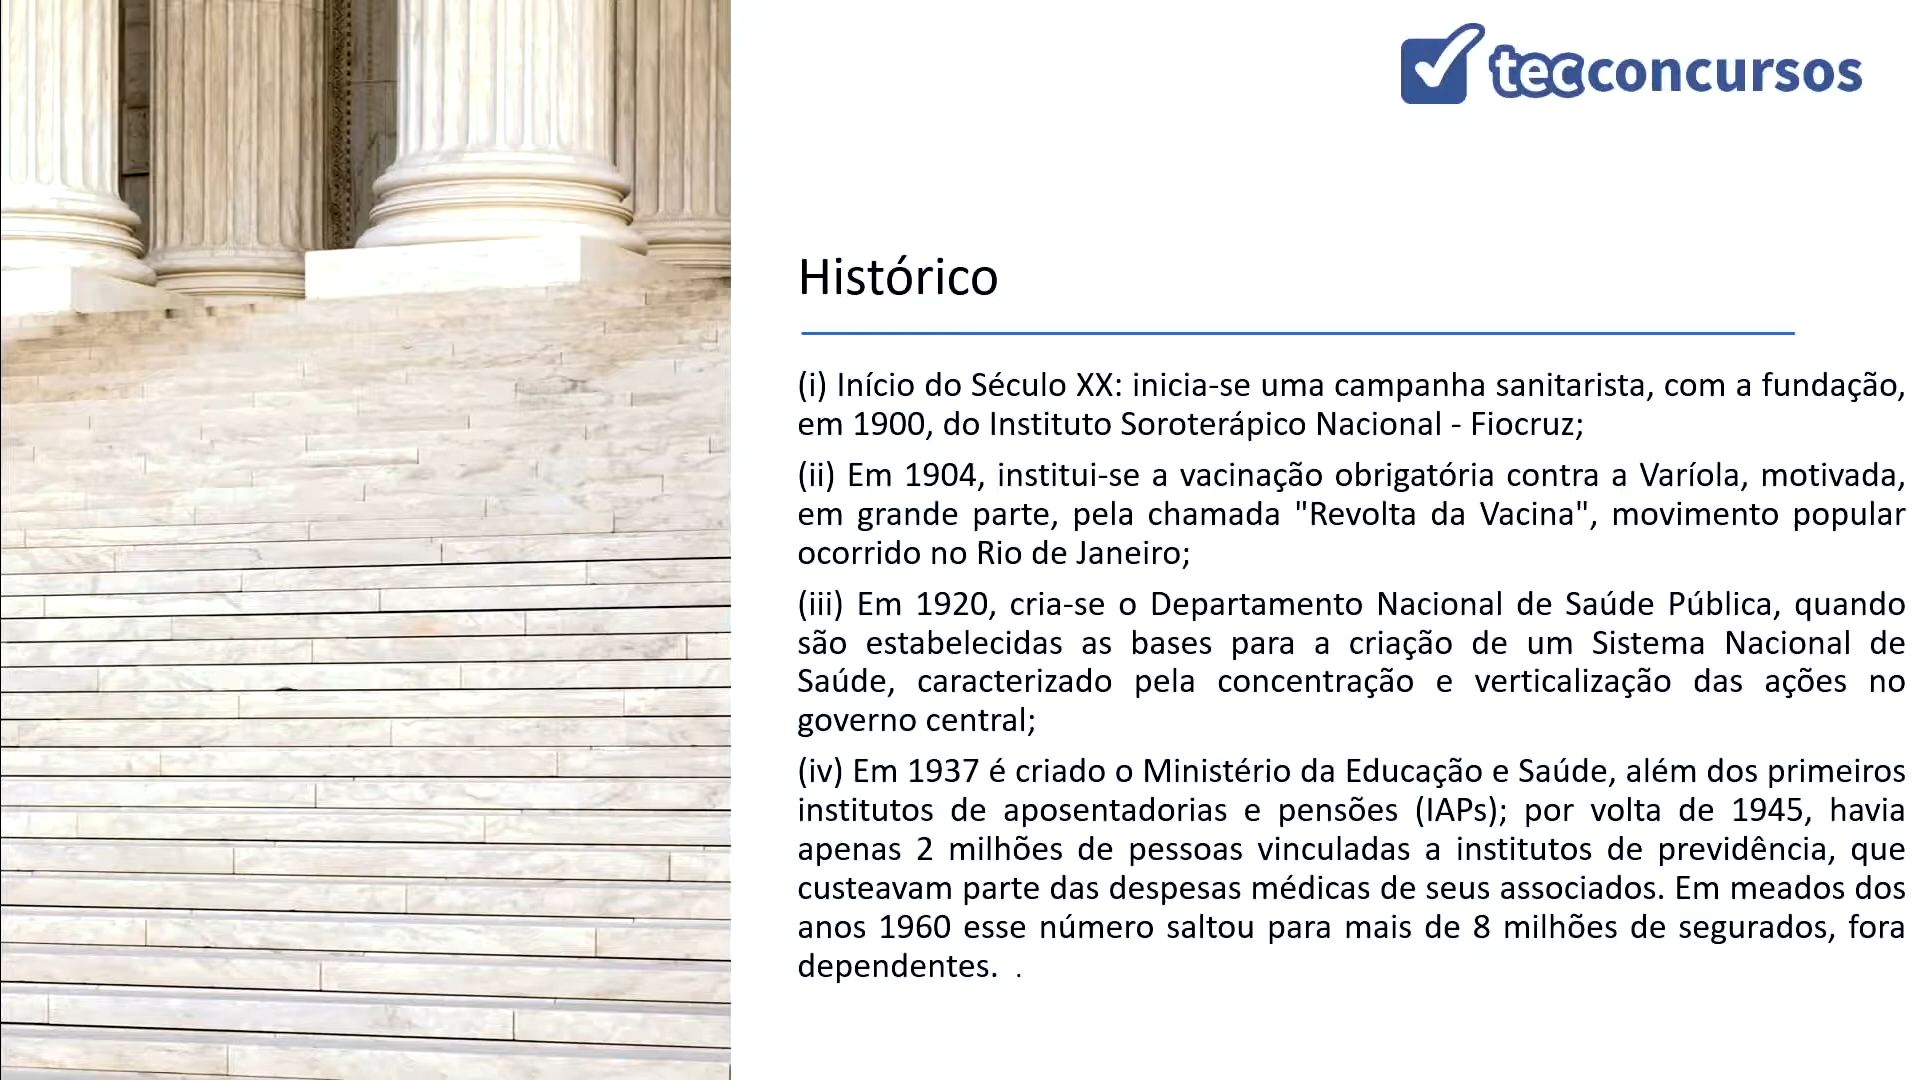 tecconcursos
Histórico
(i) Início do Século XX: inicia-se uma campanha sanitarista, com a fundação,
em 1900, do Instituto Soroterápico Nacional - Fiocruz;
(ii) Em 1904, institui-se a vacinação obrigatória contra a Varíola, motivada,
em grande parte, pela chamada "Revolta da Vacina", movimento popular
ocorrido no Rio de Janeiro;
(iii) Em 1920, cria-se o Departamento Nacional de Saúde Pública, quando
são estabelecidas as bases para a criação de um Sistema Nacional de
Saúde, caracterizado pela concentração e verticalização das ações no
governo central;
(iv) Em 1937 é criado o Ministério da Educação e Saúde, além dos primeiros
institutos de aposentadorias e pensões (IAPs); por volta de 1945, havia
apenas 2 milhões de pessoas vinculadas a institutos de previdência, que
custeavam parte das despesas médicas de seus associados. Em meados dos
anos 1960 esse número saltou para mais de 8 milhões de segurados, fora
dependentes. .